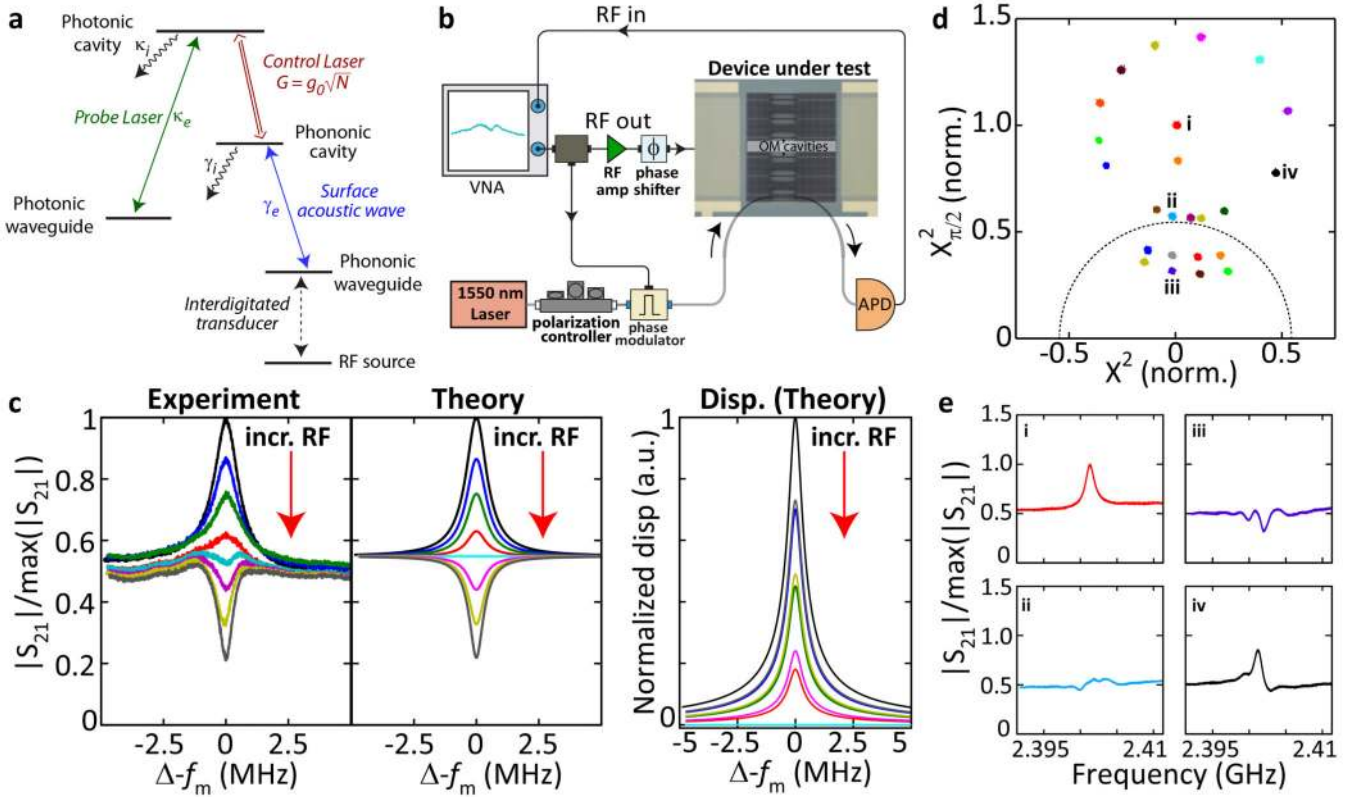 a
Photonic
cavity
κi
Control Laser
G= g0√N
Probe Laser
κe
Phononic
cavity
γi
Photonic
waveguide
γe
Surface
acoustic wave
Phononic
waveguide
Interdigitated
transducer
RF source
b
RF in
VNA
RF out
RF
amp
ϕ
phase
shifter
Device under test
OM cavities
1550 nm
Laser
polarization
controller
phase
modulator
APD
c
Experiment
Theory
Disp. (Theory)
incr. RF
incr. RF
incr. RF
|S21|/max(|S21|)
1
0.8
0.6
0.4
0.2
0
-2.5
0
2.5
Δ-fm (MHz)
-2.5
0
2.5
Δ-fm (MHz)
Normalized disp (a.u.)
1
0
-5
-2.5
0
2.5
5
Δ-fm (MHz)
d
X²π/2 (norm.)
1.5
1.0
0.5
0
i
ii
iii
iv
-0.5
0
0.5
X² (norm.)
e
|S21|/max(|S21|)
1.5
1.0
0.5
0
i
iii
1.5
1.0
0.5
0
ii
iv
2.395
2.41
2.395
2.41
Frequency (GHz)